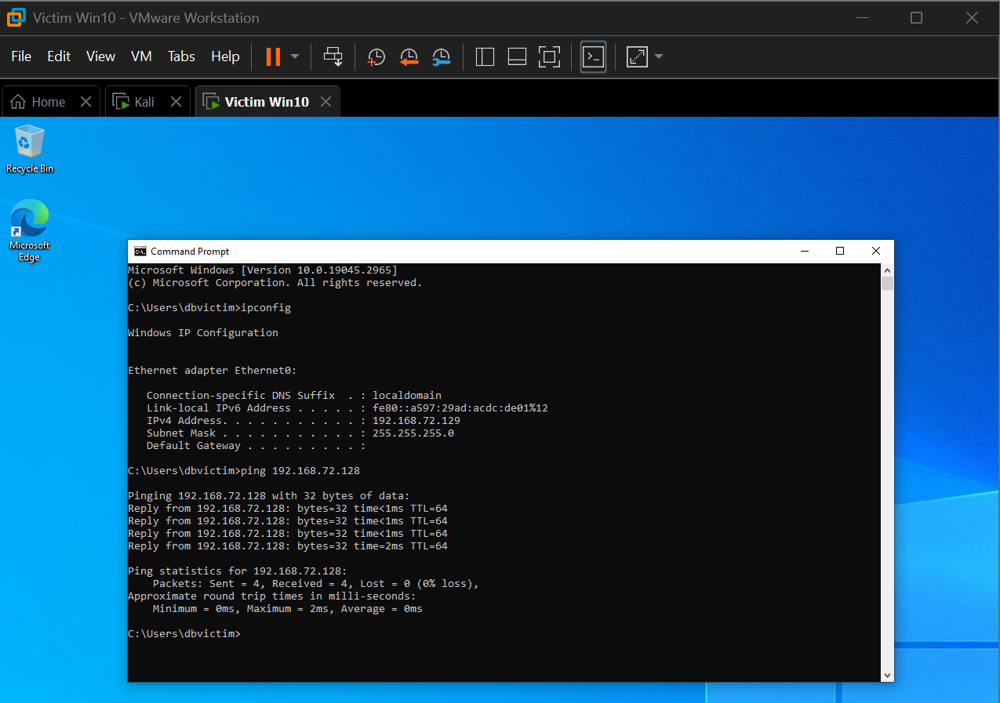 Victim Win10 - VMware Workstation
File Edit View VM Tabs Help
Home Kali Victim Win10
Recycle Bin
Microsoft
Edge
Command Prompt
Microsoft Windows [Version 10.0.19045.2965]
(c) Microsoft Corporation. All rights reserved.
C:\Users\dbvictim>ipconfig
Windows IP Configuration
Ethernet adapter Ethernet0:
Connection-specific DNS Suffix  . : localdomain
Link-local IPv6 Address . . . . . : fe80::a597:29ad:acdc:de01%12
IPv4 Address. . . . . . . . . . . : 192.168.72.129
Subnet Mask . . . . . . . . . . . : 255.255.255.0
Default Gateway . . . . . . . . . :
C:\Users\dbvictim>ping 192.168.72.128
Pinging 192.168.72.128 with 32 bytes of data:
Reply from 192.168.72.128: bytes=32 time<1ms TTL=64
Reply from 192.168.72.128: bytes=32 time<1ms TTL=64
Reply from 192.168.72.128: bytes=32 time<1ms TTL=64
Reply from 192.168.72.128: bytes=32 time=2ms TTL=64
Ping statistics for 192.168.72.128:
Packets: Sent = 4, Received = 4, Lost = 0 (0% loss),
Approximate round trip times in milli-seconds:
Minimum = 0ms, Maximum = 2ms, Average = 0ms
C:\Users\dbvictim>